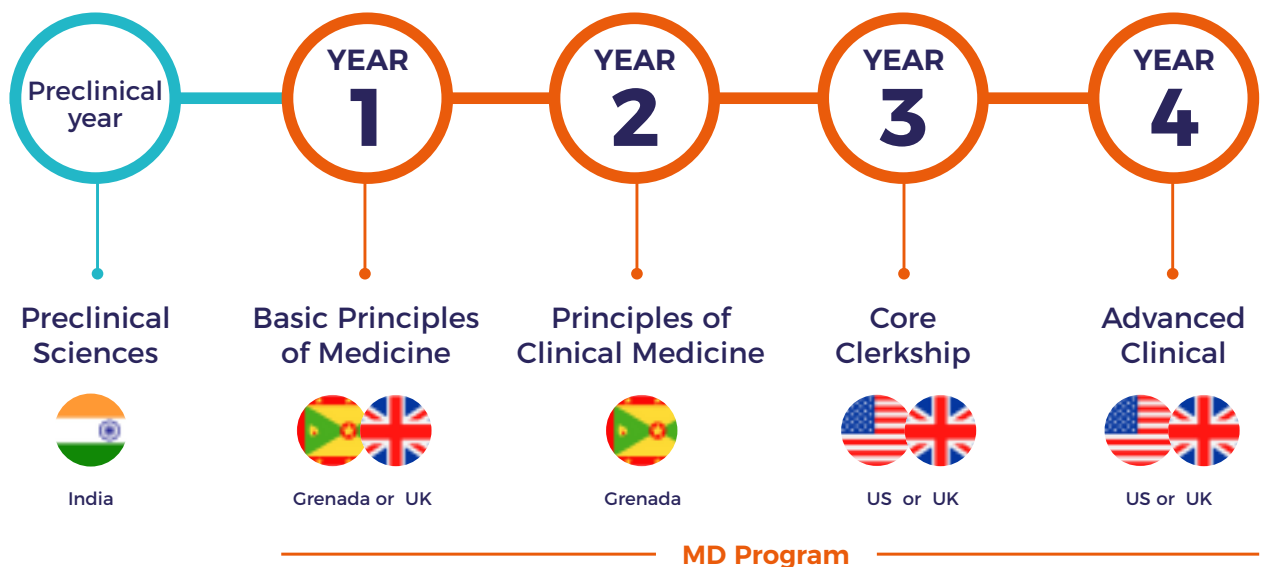 Preclinical
year
YEAR
1
YEAR
2
YEAR
3
YEAR
4
Preclinical
Sciences
Basic Principles
of Medicine
Principles of
Clinical Medicine
Core
Clerkship
Advanced
Clinical
India
Grenada or UK
Grenada
US or UK
US or UK
MD Program